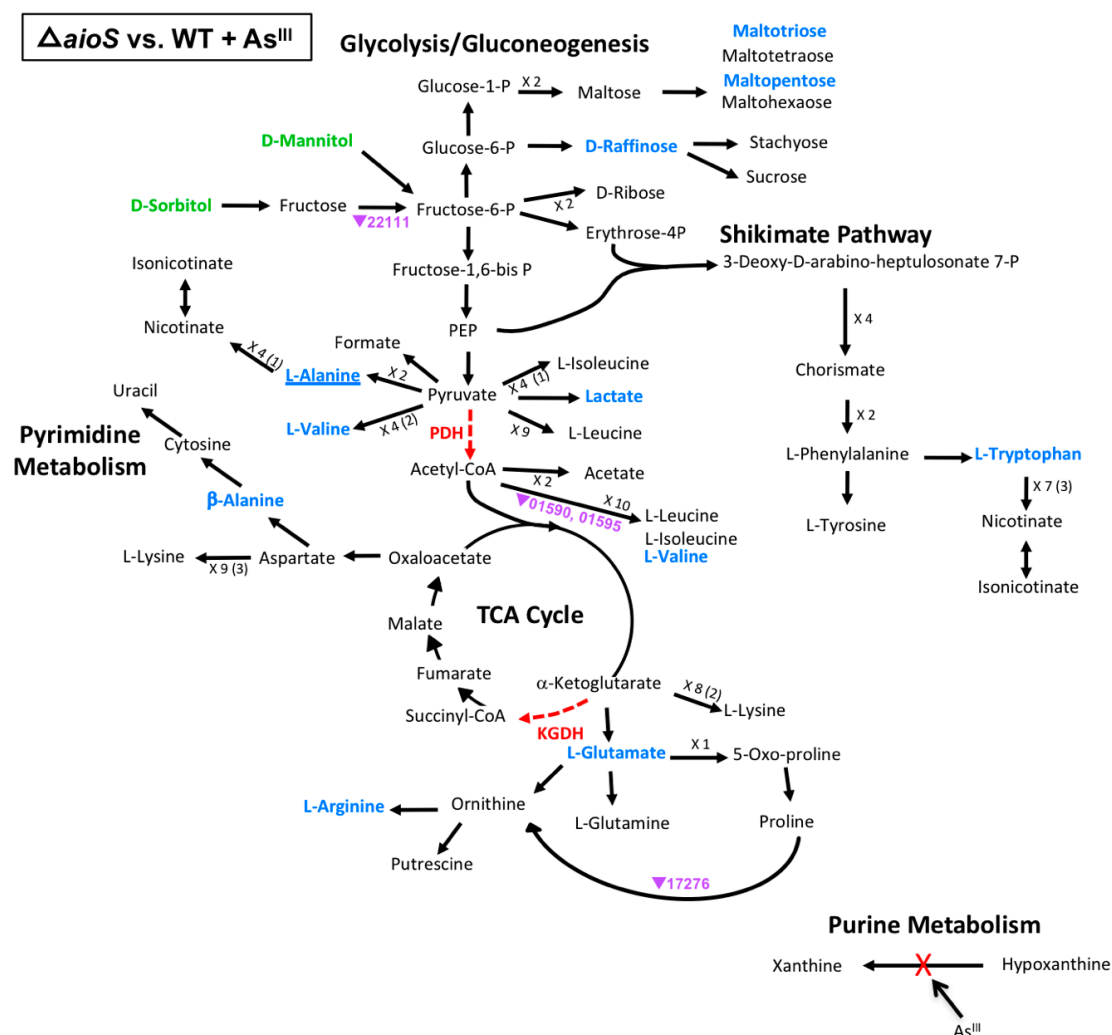 △aioS vs. WT + Asᴵᴵᴵ
Glycolysis/Gluconeogenesis
Maltotriose
Maltotetraose
Maltopentose
Maltohexaose
Glucose-1-P
X 2
Maltose
D-Mannitol
Glucose-6-P
D-Raffinose
Stachyose
Sucrose
D-Sorbitol
Fructose
▼22111
Fructose-6-P
X 2
D-Ribose
Erythrose-4P
Shikimate Pathway
3-Deoxy-D-arabino-heptulosonate 7-P
Isonicotinate
Fructose-1,6-bis P
Nicotinate
PEP
X 4
Formate
X 4 (1)
L-Alanine
X 2
Pyruvate
X 4 (1)
L-Isoleucine
Lactate
Chorismate
Uracil
L-Valine
X 4 (2)
PDH
X 9
L-Leucine
X 2
Pyrimidine
Metabolism
Cytosine
L-Phenylalanine
L-Tryptophan
Acetyl-CoA
X 2
Acetate
X 7 (3)
β-Alanine
▼01590, 01595
X 10
L-Leucine
L-Isoleucine
L-Valine
L-Tyrosine
Nicotinate
L-Lysine
X 9 (3)
Aspartate
Oxaloacetate
Isonicotinate
TCA Cycle
Malate
Fumarate
α-Ketoglutarate
X 8 (2)
L-Lysine
Succinyl-CoA
KGDH
L-Glutamate
X 1
5-Oxo-proline
L-Arginine
Ornithine
L-Glutamine
Proline
Putrescine
▼17276
Purine Metabolism
Xanthine
X
Hypoxanthine
Asᴵᴵᴵ